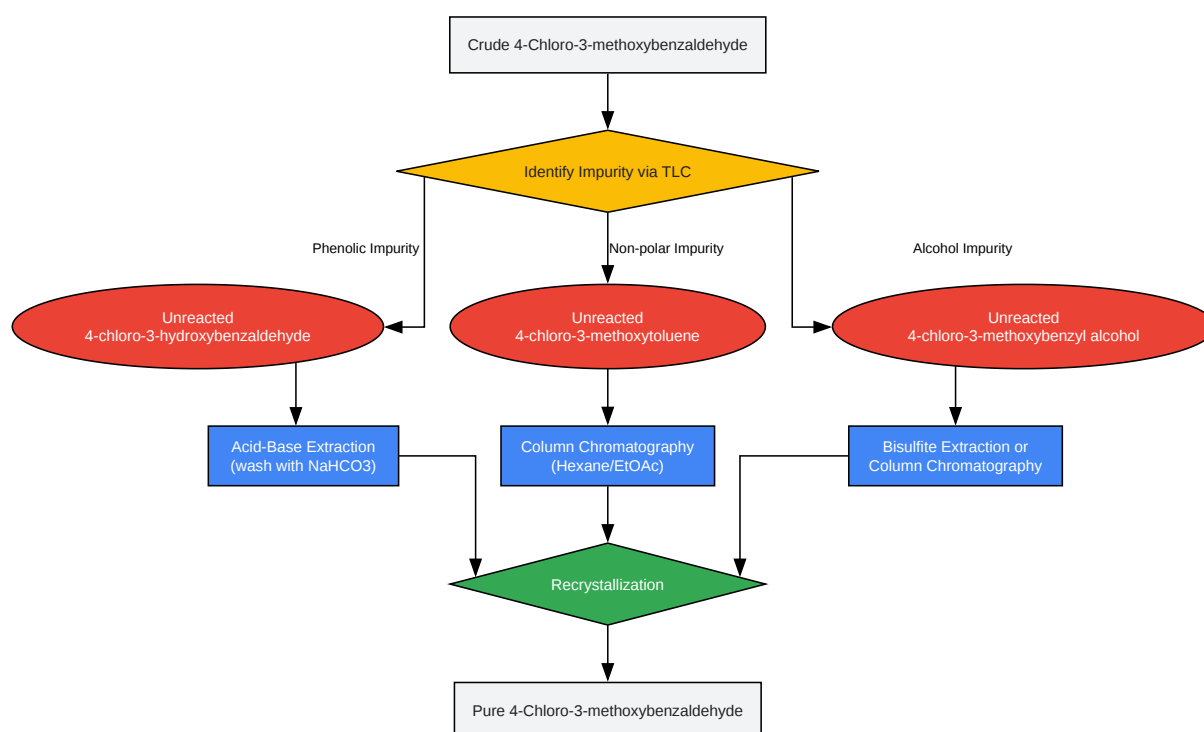 Crude 4-Chloro-3-methoxybenzaldehyde
Identify Impurity via TLC
Phenolic Impurity
Non-polar Impurity
Alcohol Impurity
Unreacted
4-chloro-3-hydroxybenzaldehyde
Unreacted
4-chloro-3-methoxytoluene
Unreacted
4-chloro-3-methoxybenzyl alcohol
Acid-Base Extraction
(wash with NaHCO3)
Column Chromatography
(Hexane/EtOAc)
Bisulfite Extraction or
Column Chromatography
Recrystallization
Pure 4-Chloro-3-methoxybenzaldehyde